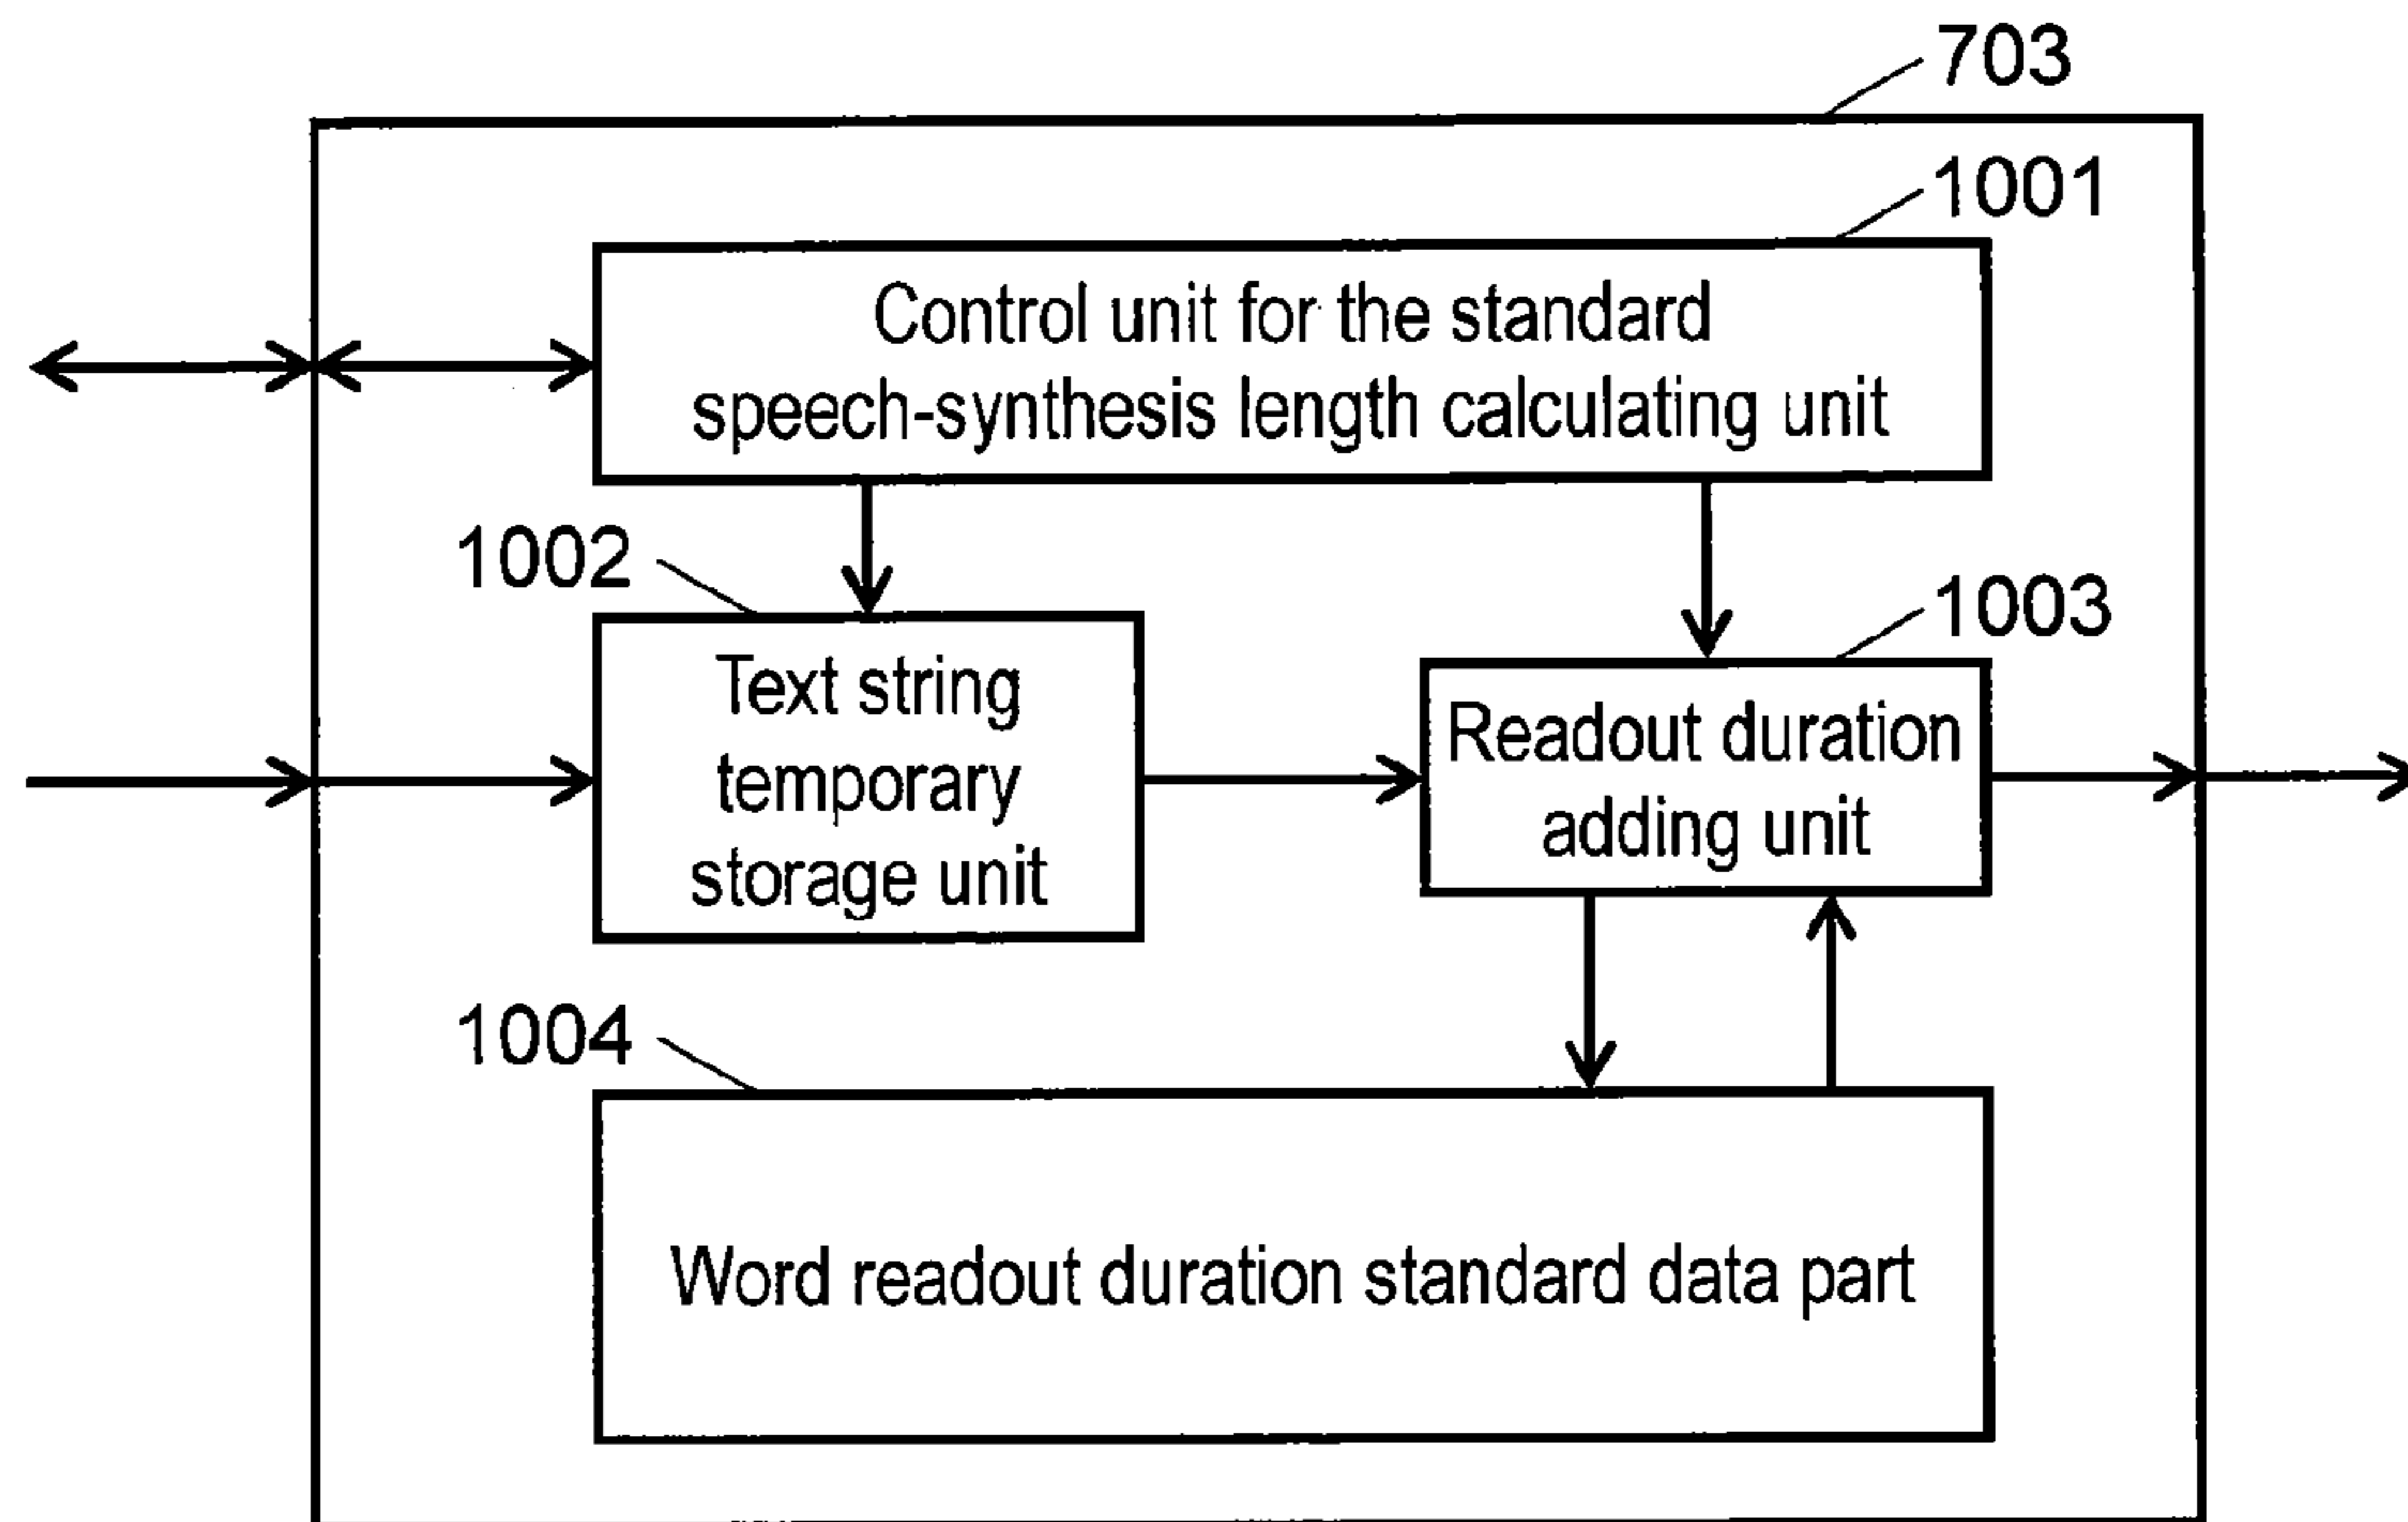 703
1001
Control unit for the standard
speech-synthesis length calculating unit
1002
1003
Text string
temporary
storage unit
Readout duration
adding unit
1004
Word readout duration standard data part